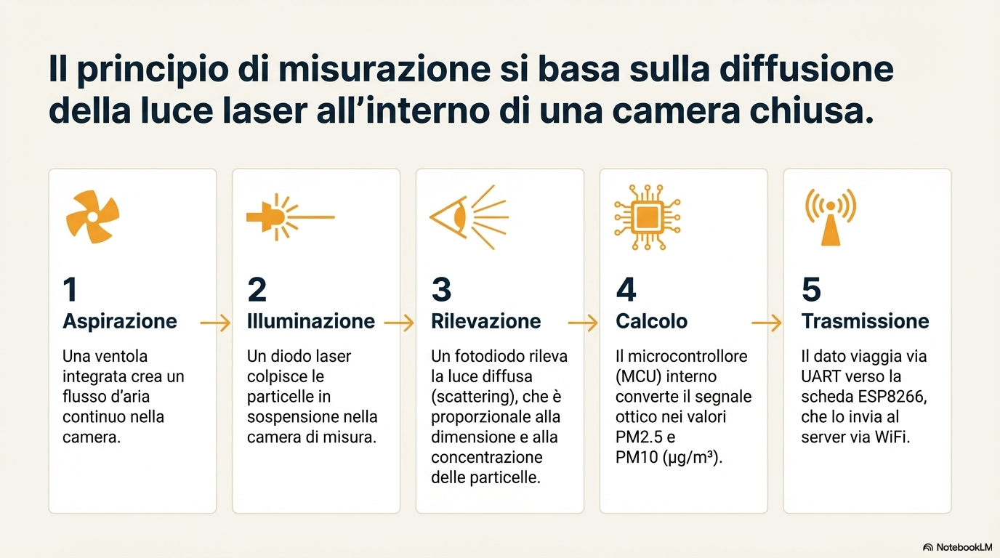 Il principio di misurazione si basa sulla diffusione
della luce laser all’interno di una camera chiusa.
1
Aspirazione
Una ventola
integrata crea un
flusso d’aria
continuo nella
camera.
2
Illuminazione
Un diodo laser
colpisce le
particelle in
sospensione nella
camera di misura.
3
Rilevazione
Un fotodiodo rileva
la luce diffusa
(scattering), che è
proporzionale alla
dimensione e alla
concentrazione
delle particelle.
4
Calcolo
Il microcontrollore
(MCU) interno
converte il segnale
ottico nei valori
PM2.5 e
PM10 (µg/m³).
5
Trasmissione
Il dato viaggia via
UART verso la
scheda ESP8266,
che lo invia al
server via WiFi.
NotebookLM